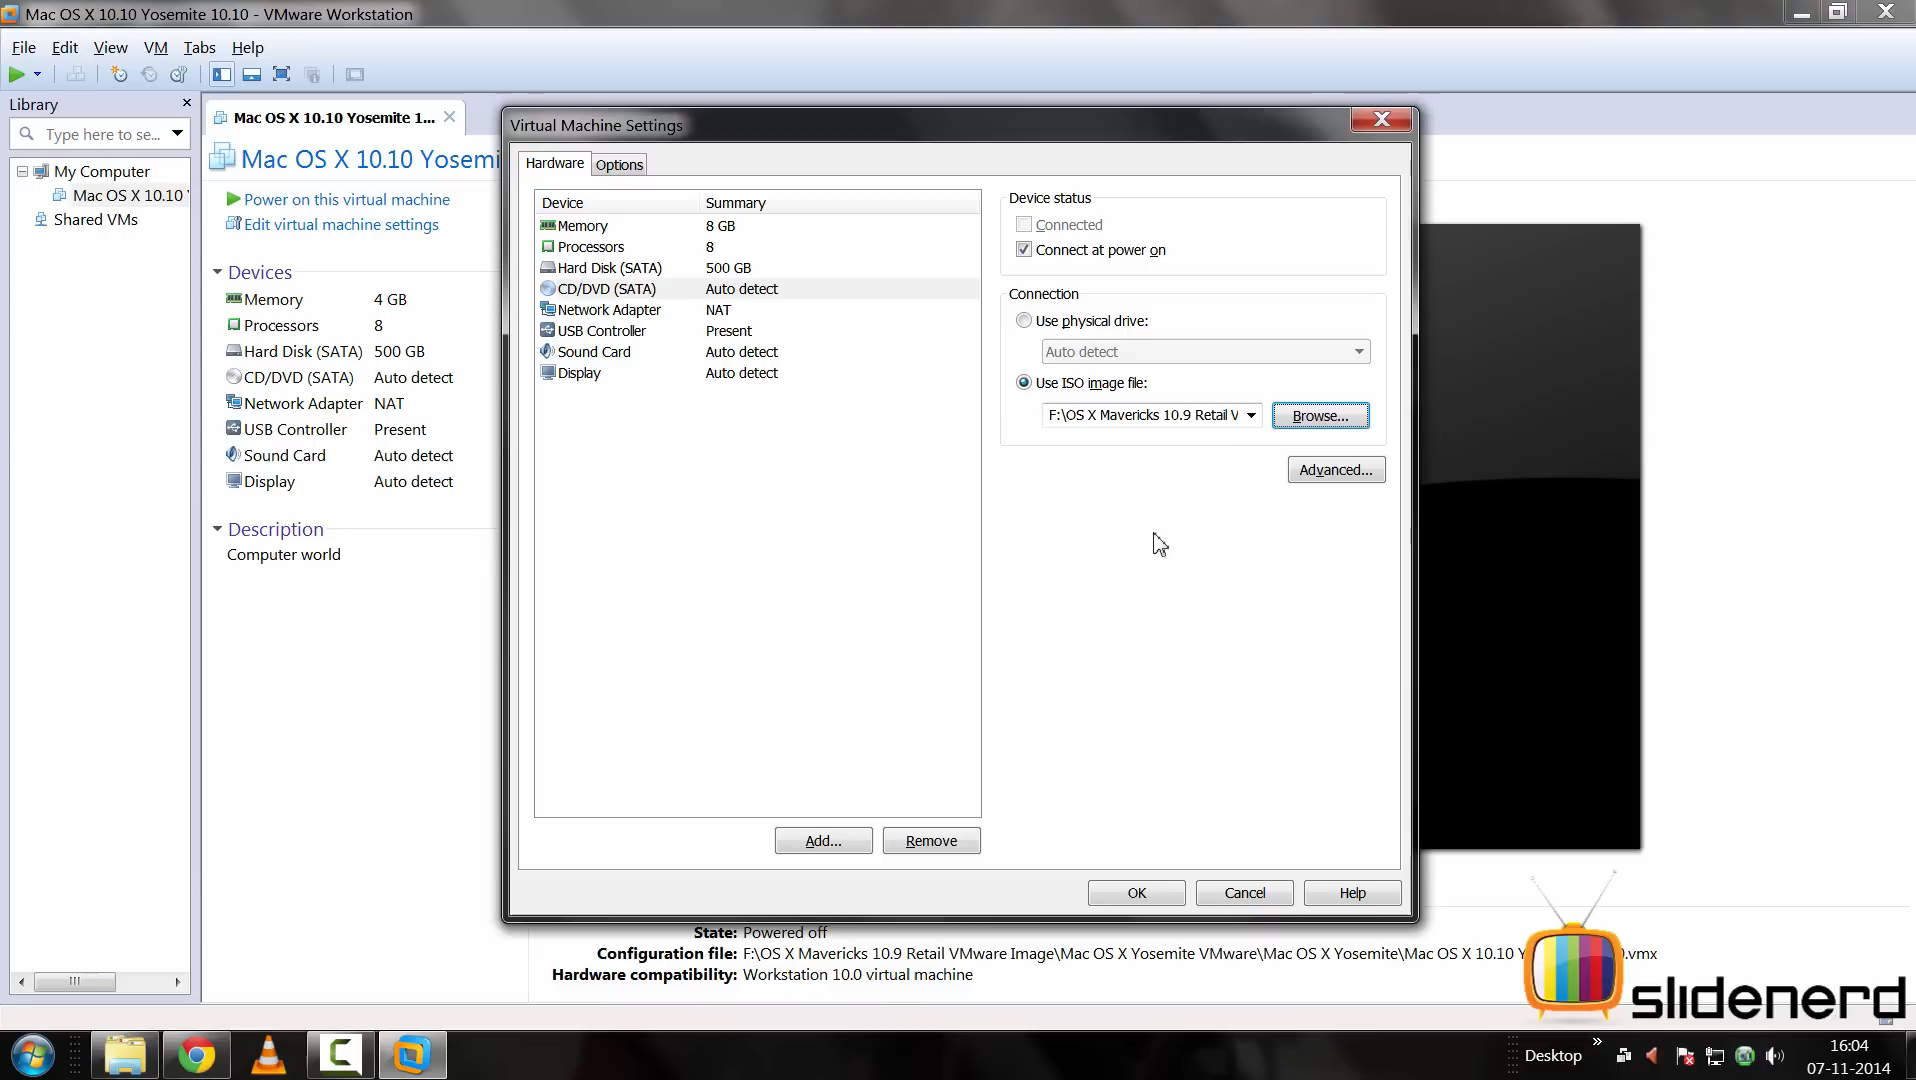 Mac OS X 10.10 Yosemite 10.10 - VMware Workstation
File Edit View VM Tabs Help
Library
Type here to se...
My Computer
Mac OS X 10.10
Shared VMs
Mac OS X 10.10 Yosemite 1...
Mac OS X 10.10 Yosemi
Power on this virtual machine
Edit virtual machine settings
Devices
Memory 4 GB
Processors 8
Hard Disk (SATA) 500 GB
CD/DVD (SATA) Auto detect
Network Adapter NAT
USB Controller Present
Sound Card Auto detect
Display Auto detect
Description
Computer world
Virtual Machine Settings
Hardware Options
Device Summary
Memory 8 GB
Processors 8
Hard Disk (SATA) 500 GB
CD/DVD (SATA) Auto detect
Network Adapter NAT
USB Controller Present
Sound Card Auto detect
Display Auto detect
Add... Remove
Device status
Connected
Connect at power on
Connection
Use physical drive:
Auto detect
Use ISO image file:
F:\OS X Mavericks 10.9 Retail V Browse...
Advanced...
OK Cancel Help
State: Powered off
Configuration file: F:\OS X Mavericks 10.9 Retail VMware Image\Mac OS X Yosemite VMware\Mac OS X Yosemite\Mac OS X 10.10 Y 0.vmx
Hardware compatibility: Workstation 10.0 virtual machine
slidenerd
Desktop
16:04
07-11-2014